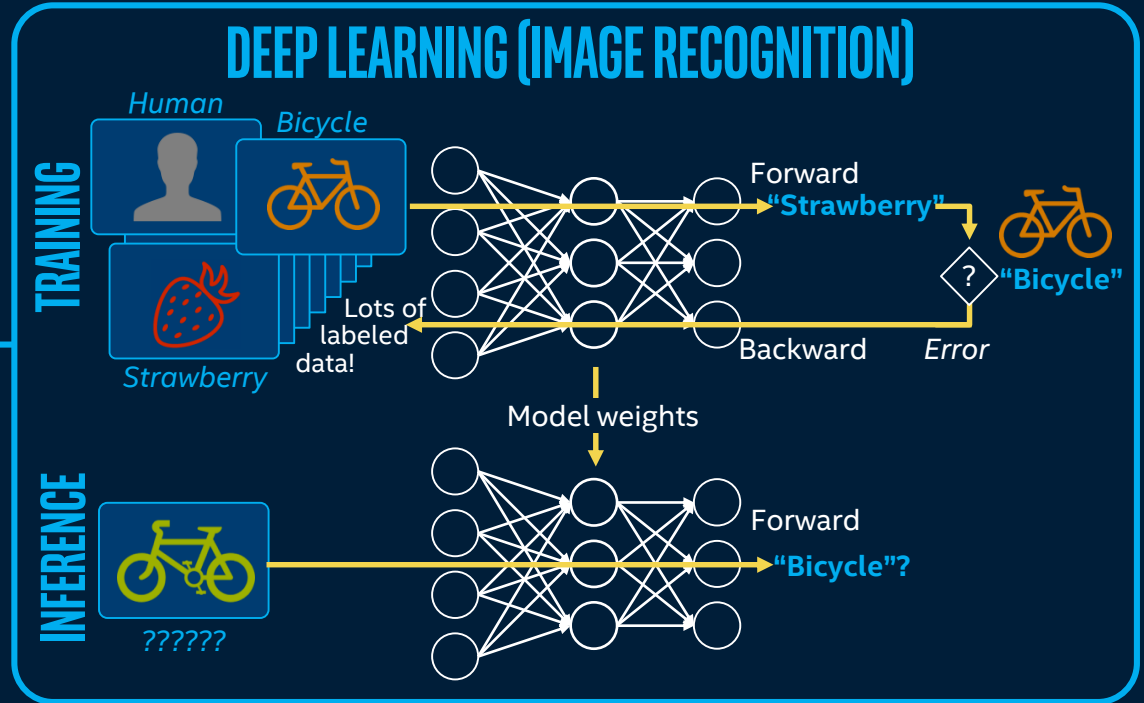 DEEP LEARNING (IMAGE RECOGNITION)
TRAINING
Human
Bicycle
Strawberry
Lots of
labeled
data!
Forward
“Strawberry”
?
“Bicycle”
Backward
Error
Model weights
INFERENCE
??????
Forward
“Bicycle”?